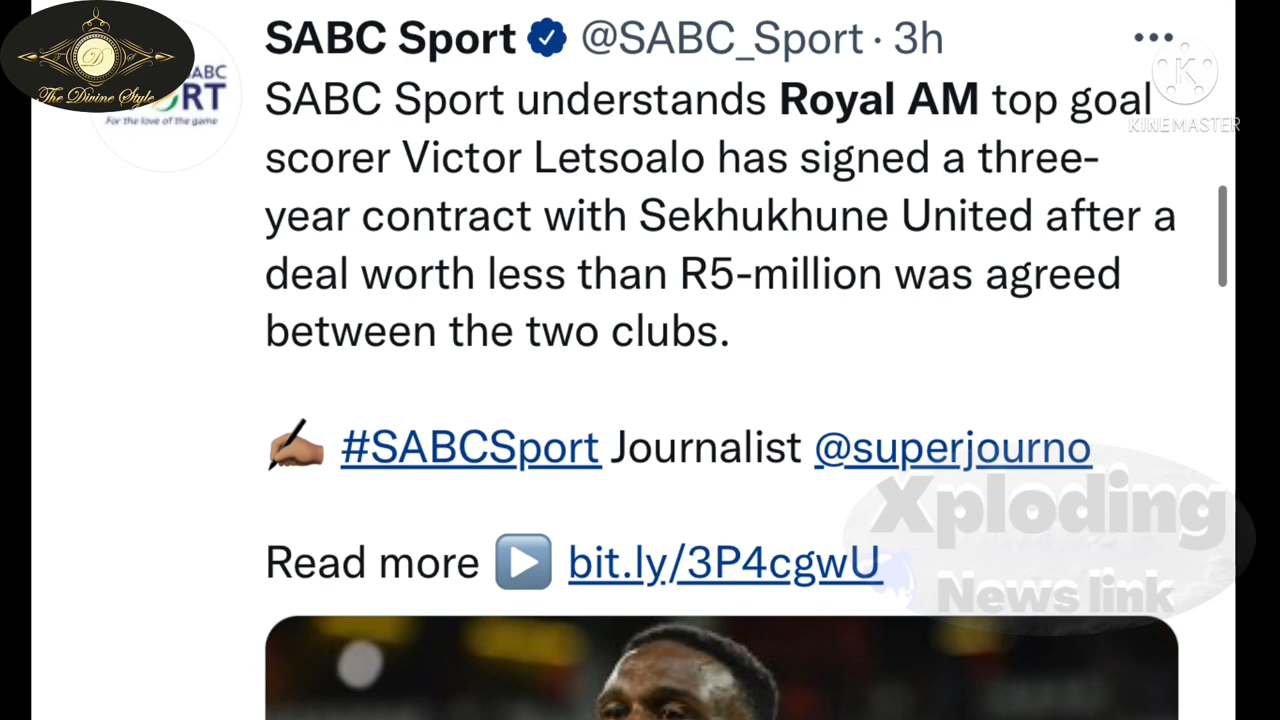 SABC Sport @SABC_Sport · 3h
SABC Sport understands Royal AM top goal
scorer Victor Letsoalo has signed a three-
year contract with Sekhukhune United after a
deal worth less than R5-million was agreed
between the two clubs.
#SABCSport Journalist @superjourno
Read more bit.ly/3P4cgwU
D
The Divine Style
ABC
RT
For the love of the game
K
KINEMASTER
Xploding
News link